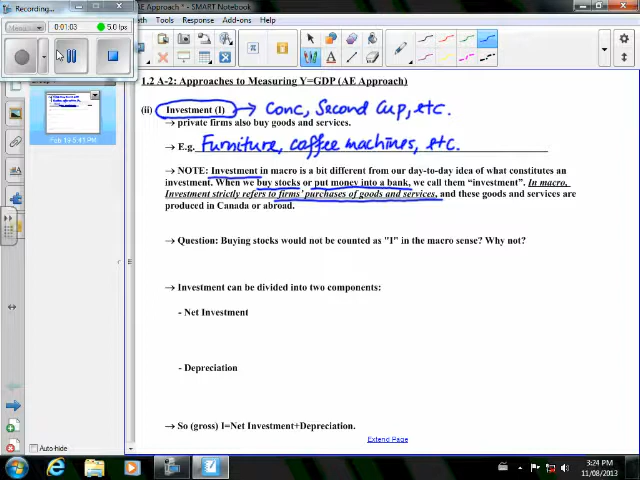 Recording...
AE Approach * - SMART Notebook
Measure
0:01:03
5.0 fps
Tools Response Add-ons Help
1.2 A-2: Approaches to Measuring Y=GDP (AE Approach)
(ii) Investment (I) → Conc, Second Cup, etc.
→ private firms also buy goods and services.
→ E.g. Furniture, coffee machines, etc.
→ NOTE: Investment in macro is a bit different from our day-to-day idea of what constitutes an
investment. When we buy stocks or put money into a bank, we call them “investment”. In macro,
Investment strictly refers to firms' purchases of goods and services, and these goods and services are
produced in Canada or abroad.
→ Question: Buying stocks would not be counted as "I" in the macro sense? Why not?
→ Investment can be divided into two components:
- Net Investment
- Depreciation
→ So (gross) I=Net Investment+Depreciation.
Extend Page
Auto-hide
3:24 PM
11/08/2013